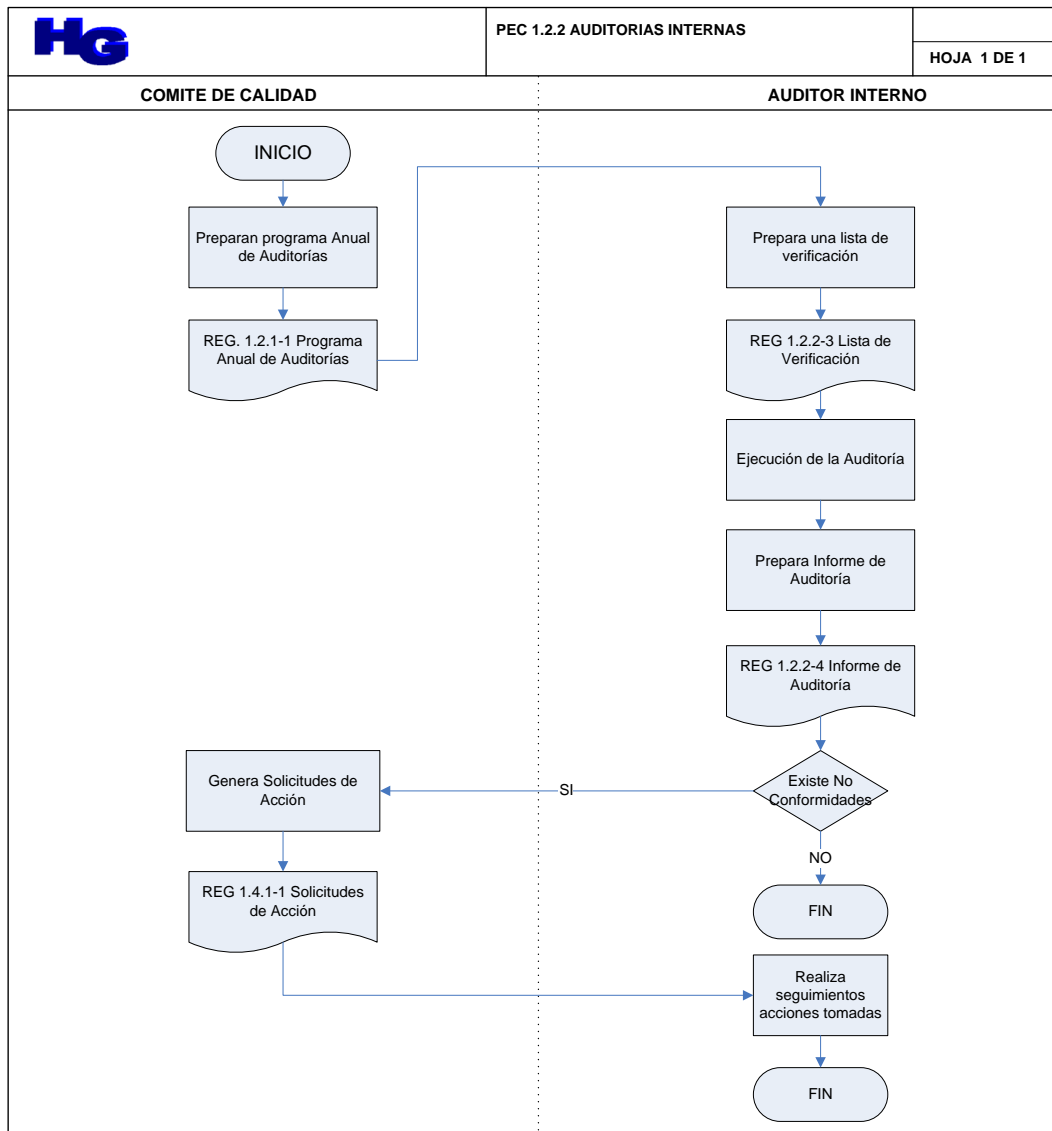 HG
PEC 1.2.2 AUDITORIAS INTERNAS
HOJA 1 DE 1
COMITE DE CALIDAD
AUDITOR INTERNO
INICIO
Preparan programa Anual
de Auditorías
REG. 1.2.1-1 Programa
Anual de Auditorías
Prepara una lista de
verificación
REG 1.2.2-3 Lista de
Verificación
Ejecución de la Auditoría
Prepara Informe de
Auditoría
REG 1.2.2-4 Informe de
Auditoría
Existe No
Conformidades
SI
Genera Solicitudes de
Acción
REG 1.4.1-1 Solicitudes
de Acción
NO
FIN
Realiza
seguimientos
acciones tomadas
FIN